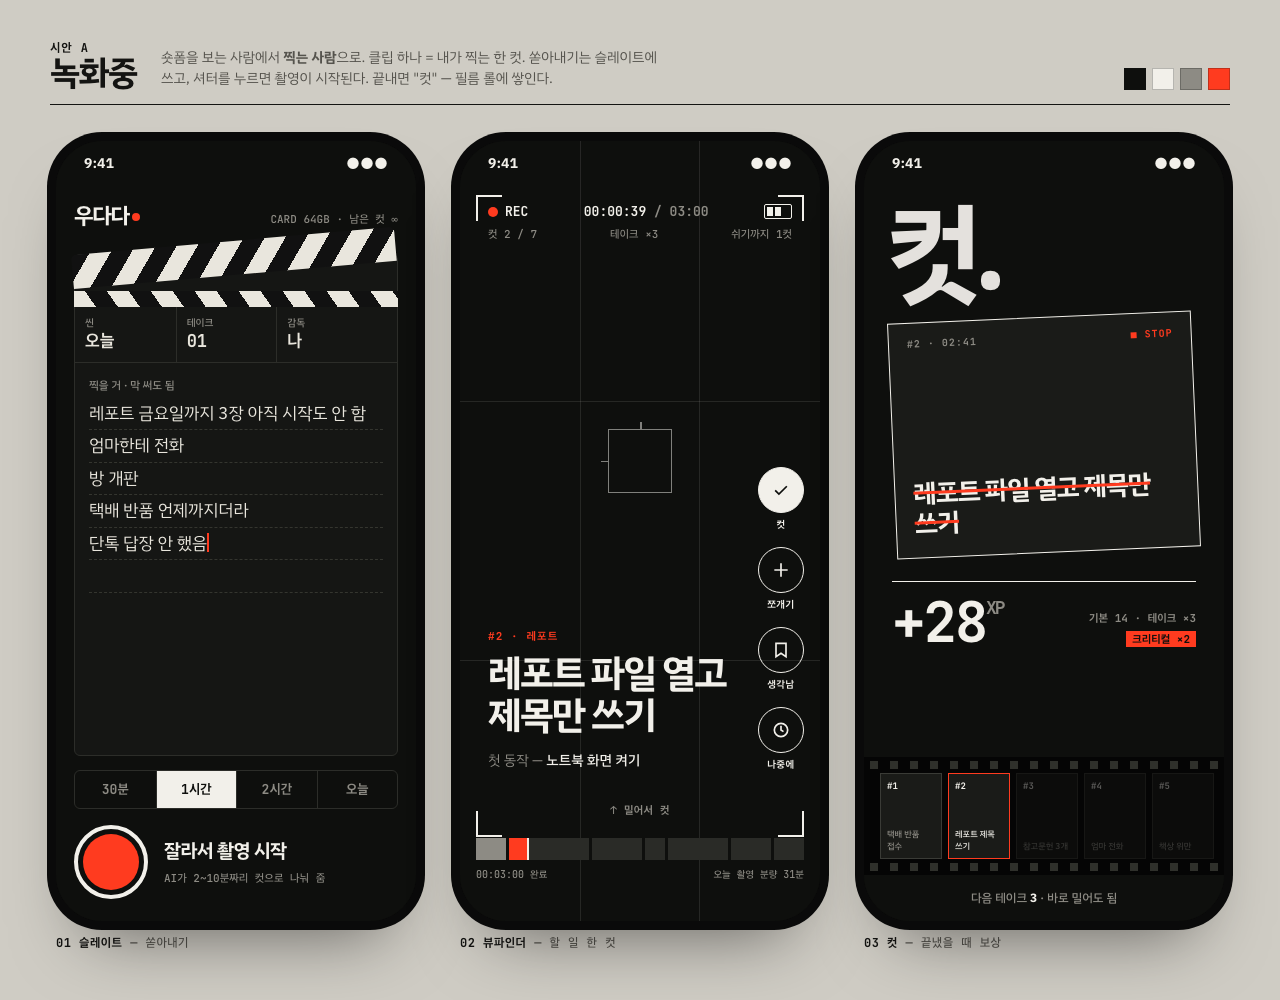 시안 A
녹화중
숏폼을 보는 사람에서 찍는 사람으로. 클립 하나 = 내가 찍는 한 컷. 쏟아내기는 슬레이트에
쓰고, 셔터를 누르면 촬영이 시작된다. 끝내면 "컷" — 필름 롤에 쌓인다.
9:41
우다다
CARD 64GB · 남은 컷 ∞
씬
오늘
테이크
01
감독
나
찍을 거 · 막 써도 됨
레포트 금요일까지 3장 아직 시작도 안 함
엄마한테 전화
방 개판
택배 반품 언제까지더라
단톡 답장 안 했음
30분
1시간
2시간
오늘
잘라서 촬영 시작
AI가 2~10분짜리 컷으로 나눠 줌
01 슬레이트 — 쏟아내기
9:41
REC
00:00:39 / 03:00
컷 2 / 7
테이크 ×3
쉬기까지 1컷
컷
쪼개기
생각남
나중에
#2 · 레포트
레포트 파일 열고
제목만 쓰기
첫 동작 — 노트북 화면 켜기
↑ 밀어서 컷
00:03:00 완료
오늘 촬영 분량 31분
02 뷰파인더 — 할 일 한 컷
9:41
컷.
#2 · 02:41
■ STOP
레포트 파일 열고 제목만
쓰기
+28 XP
기본 14 · 테이크 ×3
크리티컬 ×2
#1
택배 반품
접수
#2
레포트 제목
쓰기
#3
참고문헌 3개
#4
엄마 전화
#5
책상 위만
다음 테이크 3 · 바로 밀어도 됨
03 컷 — 끝냈을 때 보상